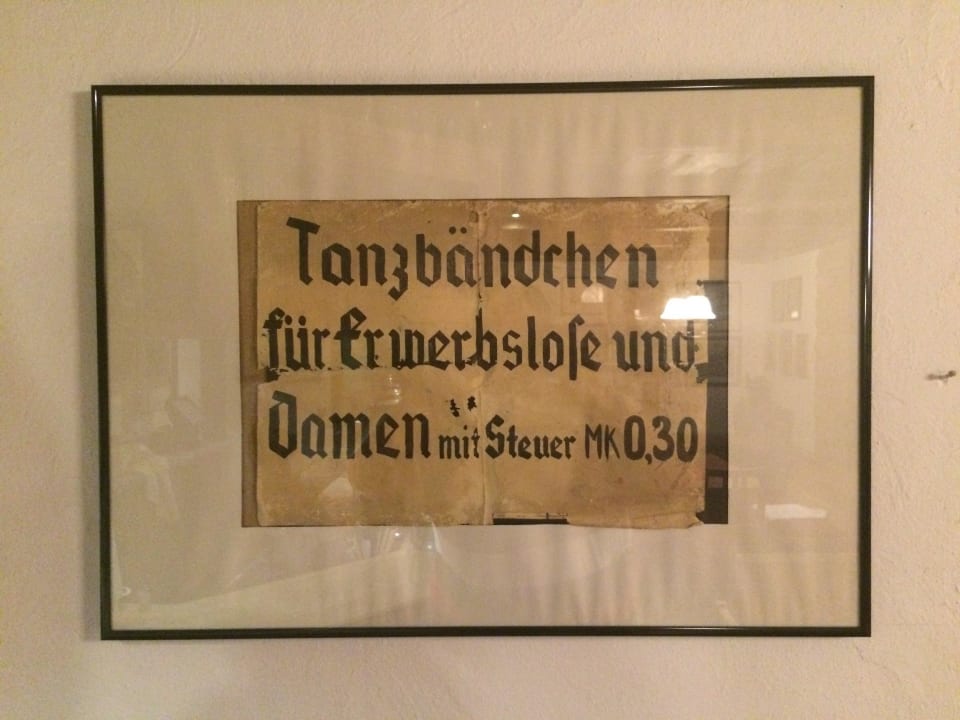 Tanzbändchen
für Erwerbslose und
Damen mit Steuer MK 0,30